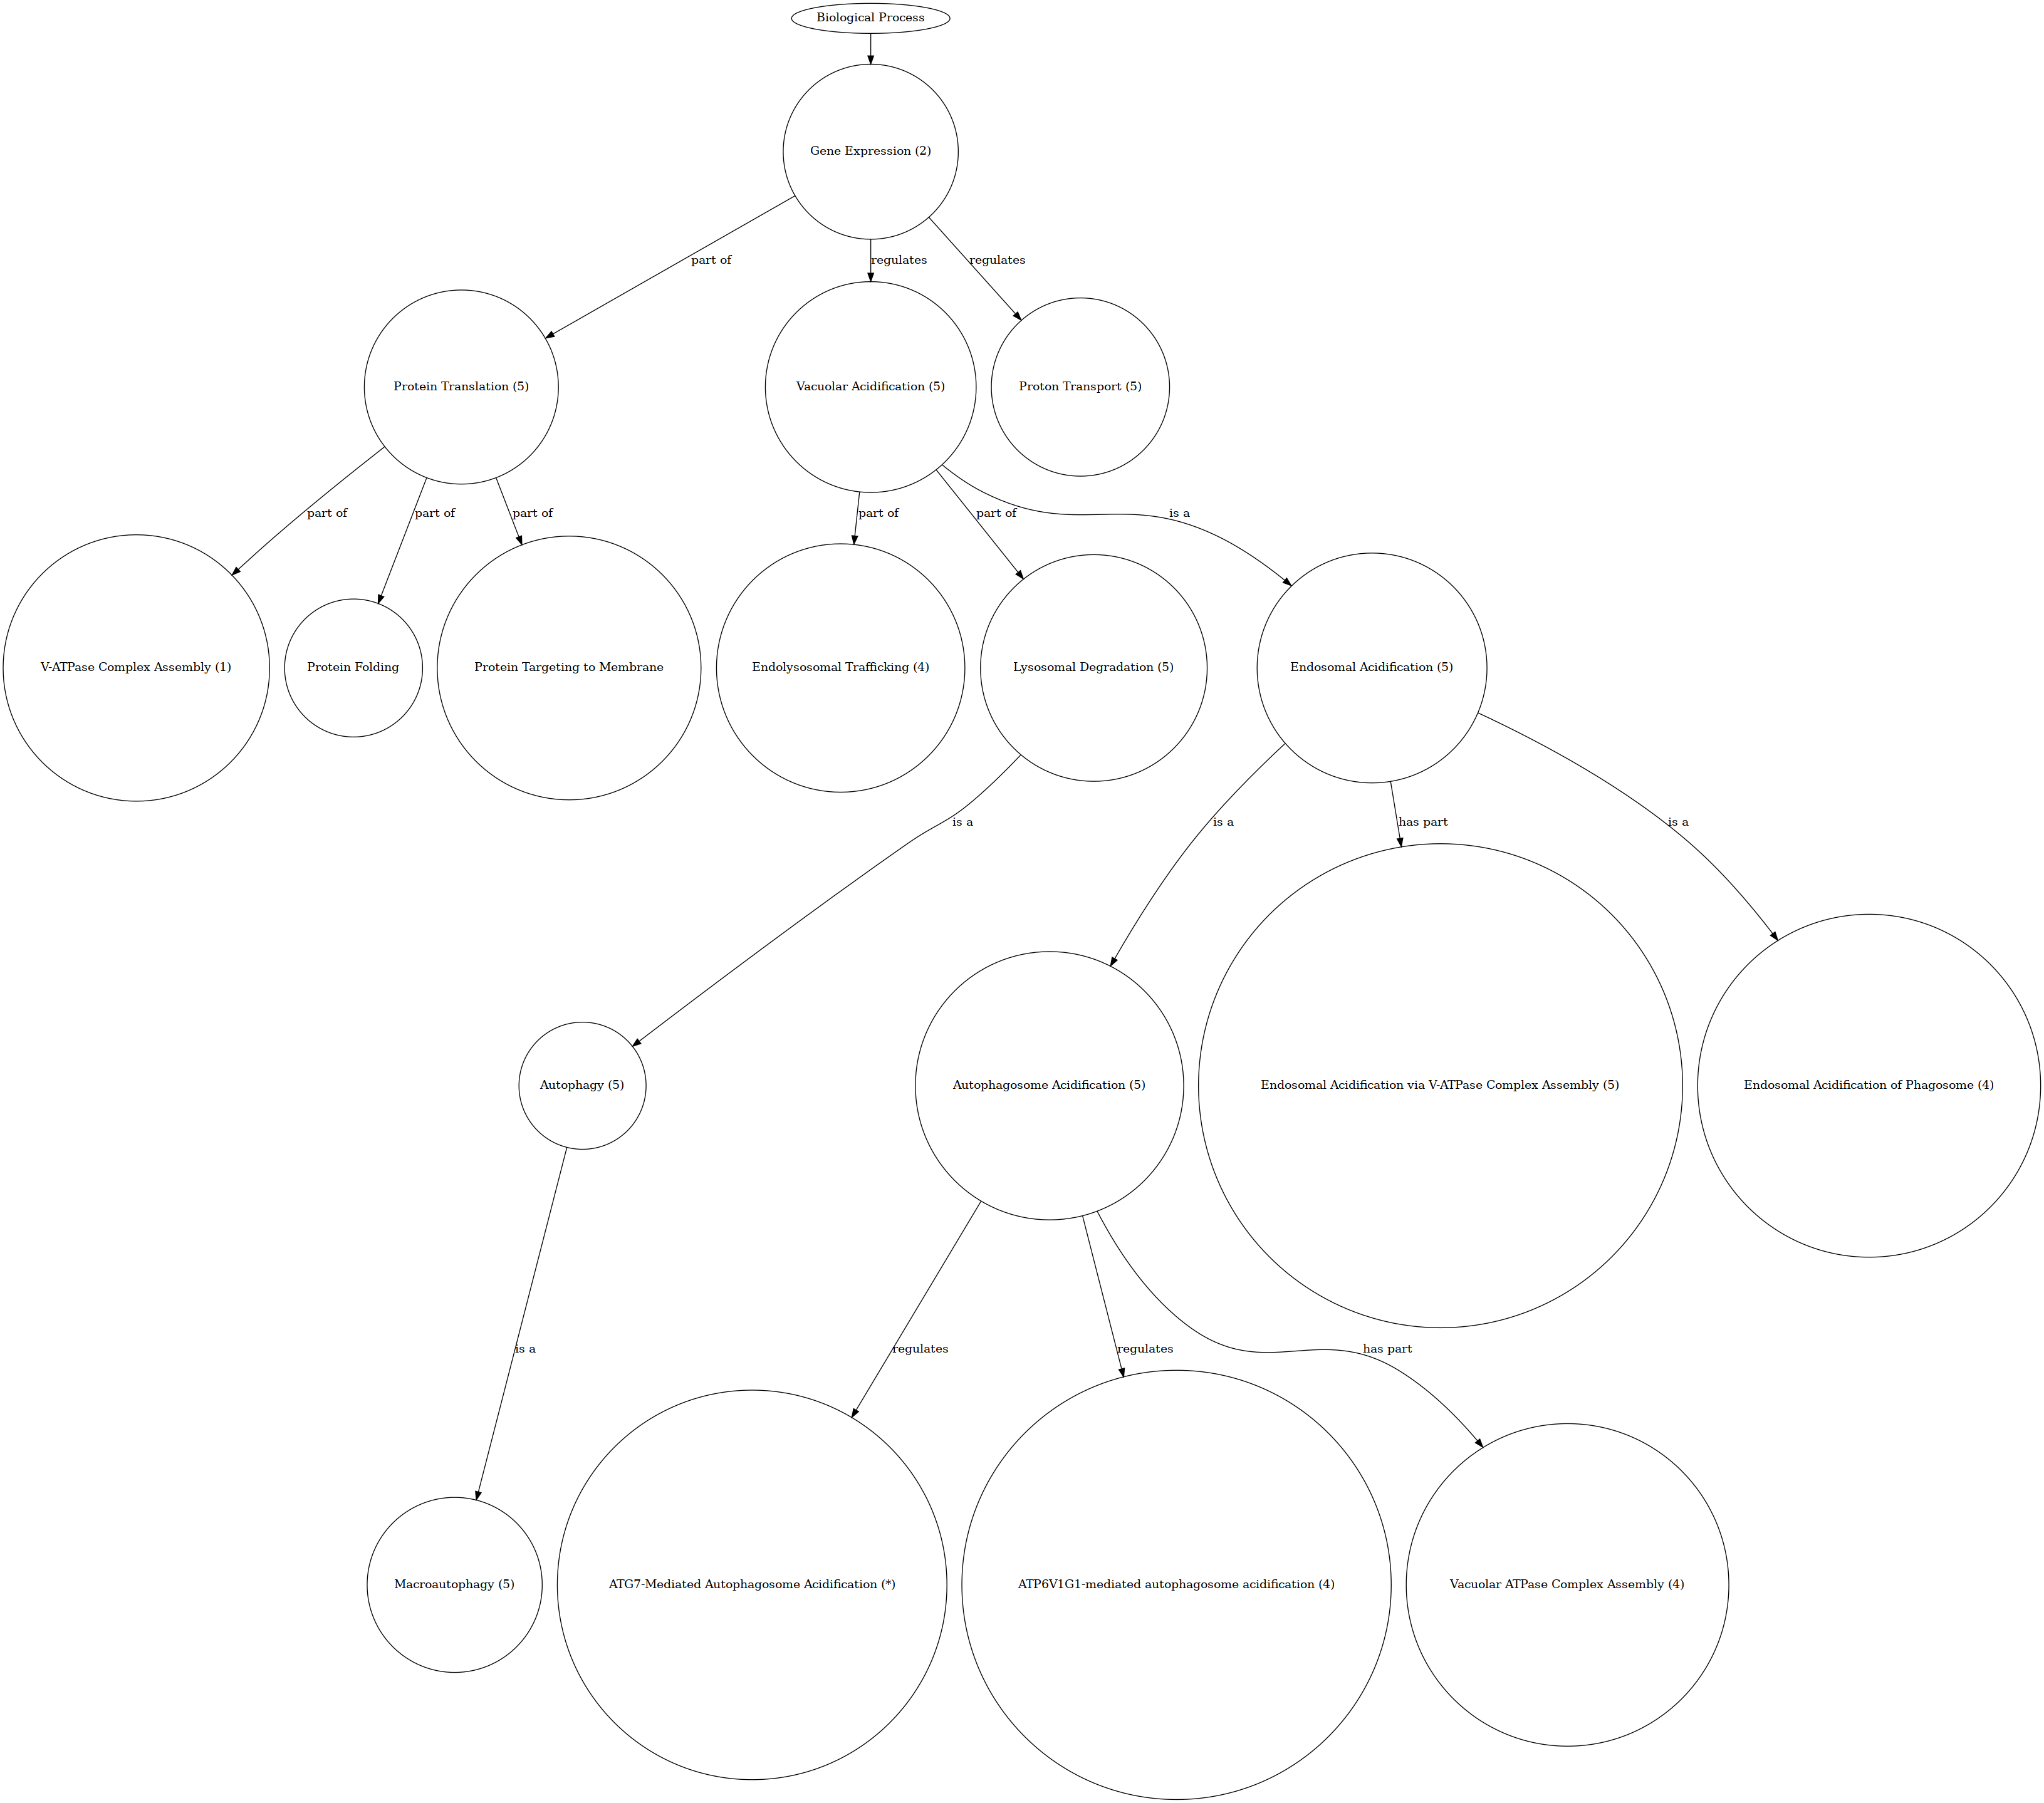 Biological Process
Gene Expression (2)
part of
regulates
regulates
Protein Translation (5)
Vacuolar Acidification (5)
Proton Transport (5)
part of
part of
part of
part of
part of
is a
V-ATPase Complex Assembly (1)
Protein Folding
Protein Targeting to Membrane
Endolysosomal Trafficking (4)
Lysosomal Degradation (5)
Endosomal Acidification (5)
is a
is a
has part
is a
Autophagy (5)
Autophagosome Acidification (5)
Endosomal Acidification via V-ATPase Complex Assembly (5)
Endosomal Acidification of Phagosome (4)
is a
regulates
regulates
has part
Macroautophagy (5)
ATG7-Mediated Autophagosome Acidification (*)
ATP6V1G1-mediated autophagosome acidification (4)
Vacuolar ATPase Complex Assembly (4)